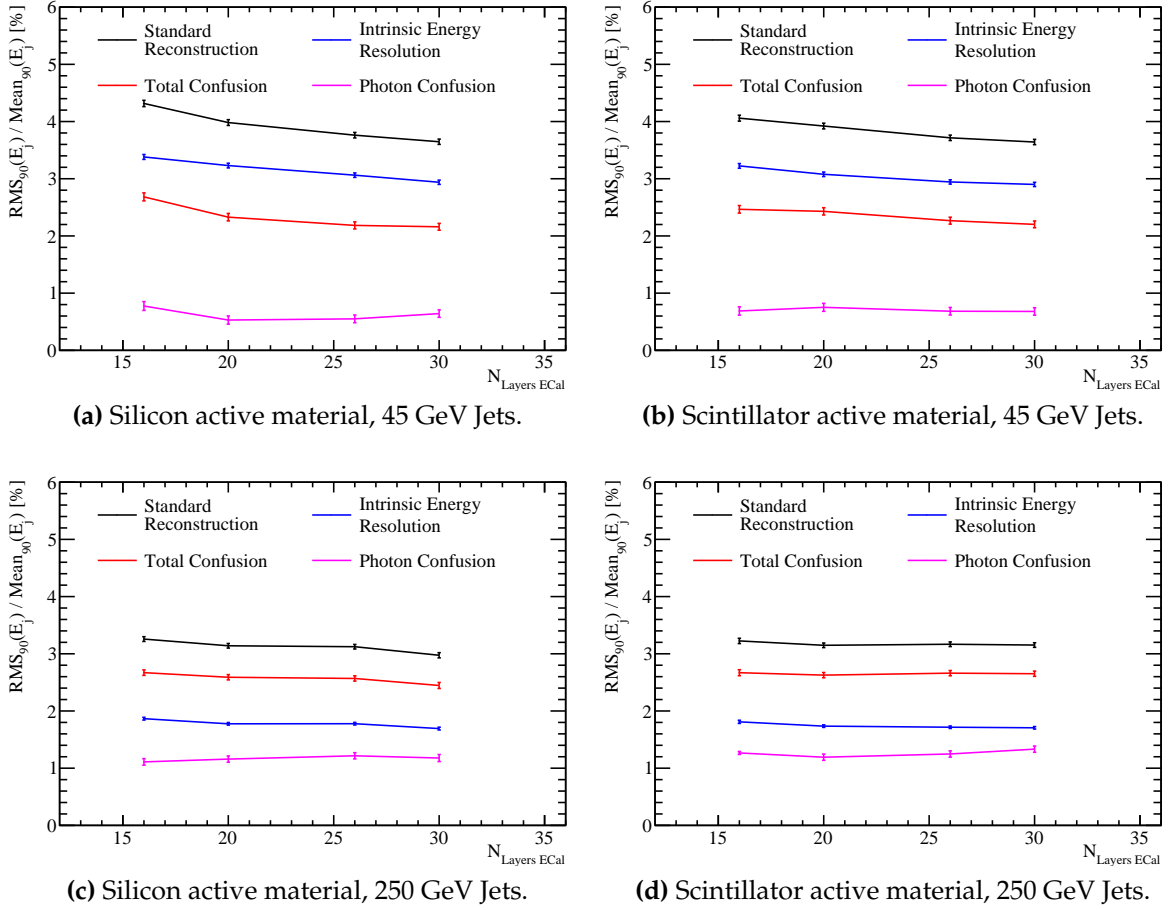 RMS90(Ej) / Mean90(Ej) [%]
6
5
4
3
2
1
0
Standard Reconstruction
Intrinsic Energy Resolution
Total Confusion
Photon Confusion
15 20 25 30 35
NLayers ECal
(a) Silicon active material, 45 GeV Jets.
RMS90(Ej) / Mean90(Ej) [%]
6
5
4
3
2
1
0
Standard Reconstruction
Intrinsic Energy Resolution
Total Confusion
Photon Confusion
15 20 25 30 35
NLayers ECal
(b) Scintillator active material, 45 GeV Jets.
RMS90(Ej) / Mean90(Ej) [%]
6
5
4
3
2
1
0
Standard Reconstruction
Intrinsic Energy Resolution
Total Confusion
Photon Confusion
15 20 25 30 35
NLayers ECal
(c) Silicon active material, 250 GeV Jets.
RMS90(Ej) / Mean90(Ej) [%]
6
5
4
3
2
1
0
Standard Reconstruction
Intrinsic Energy Resolution
Total Confusion
Photon Confusion
15 20 25 30 35
NLayers ECal
(d) Scintillator active material, 250 GeV Jets.